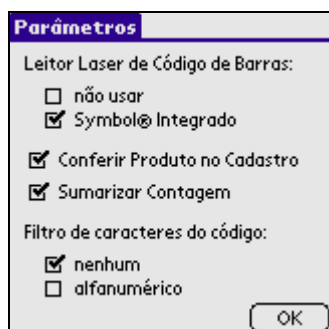 Parâmetros
Leitor Laser de Código de Barras:
não usar
Symbol® Integrado
Conferir Produto no Cadastro
Sumarizar Contagem
Filtro de caracteres do código:
nenhum
alfanumérico
OK